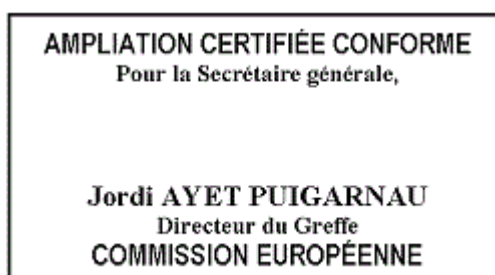 AMPLIATION CERTIFIÉE CONFORME
Pour la Secrétaire générale,
Jordi AYET PUIGARNAU
Directeur du Greffe
COMMISSION EUROPÉENNE